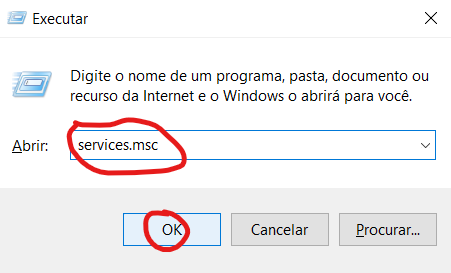 Executar
Digite o nome de um programa, pasta, documento ou
recurso da Internet e o Windows o abrirá para você.
Abrir: services.msc
OK Cancelar Procurar...